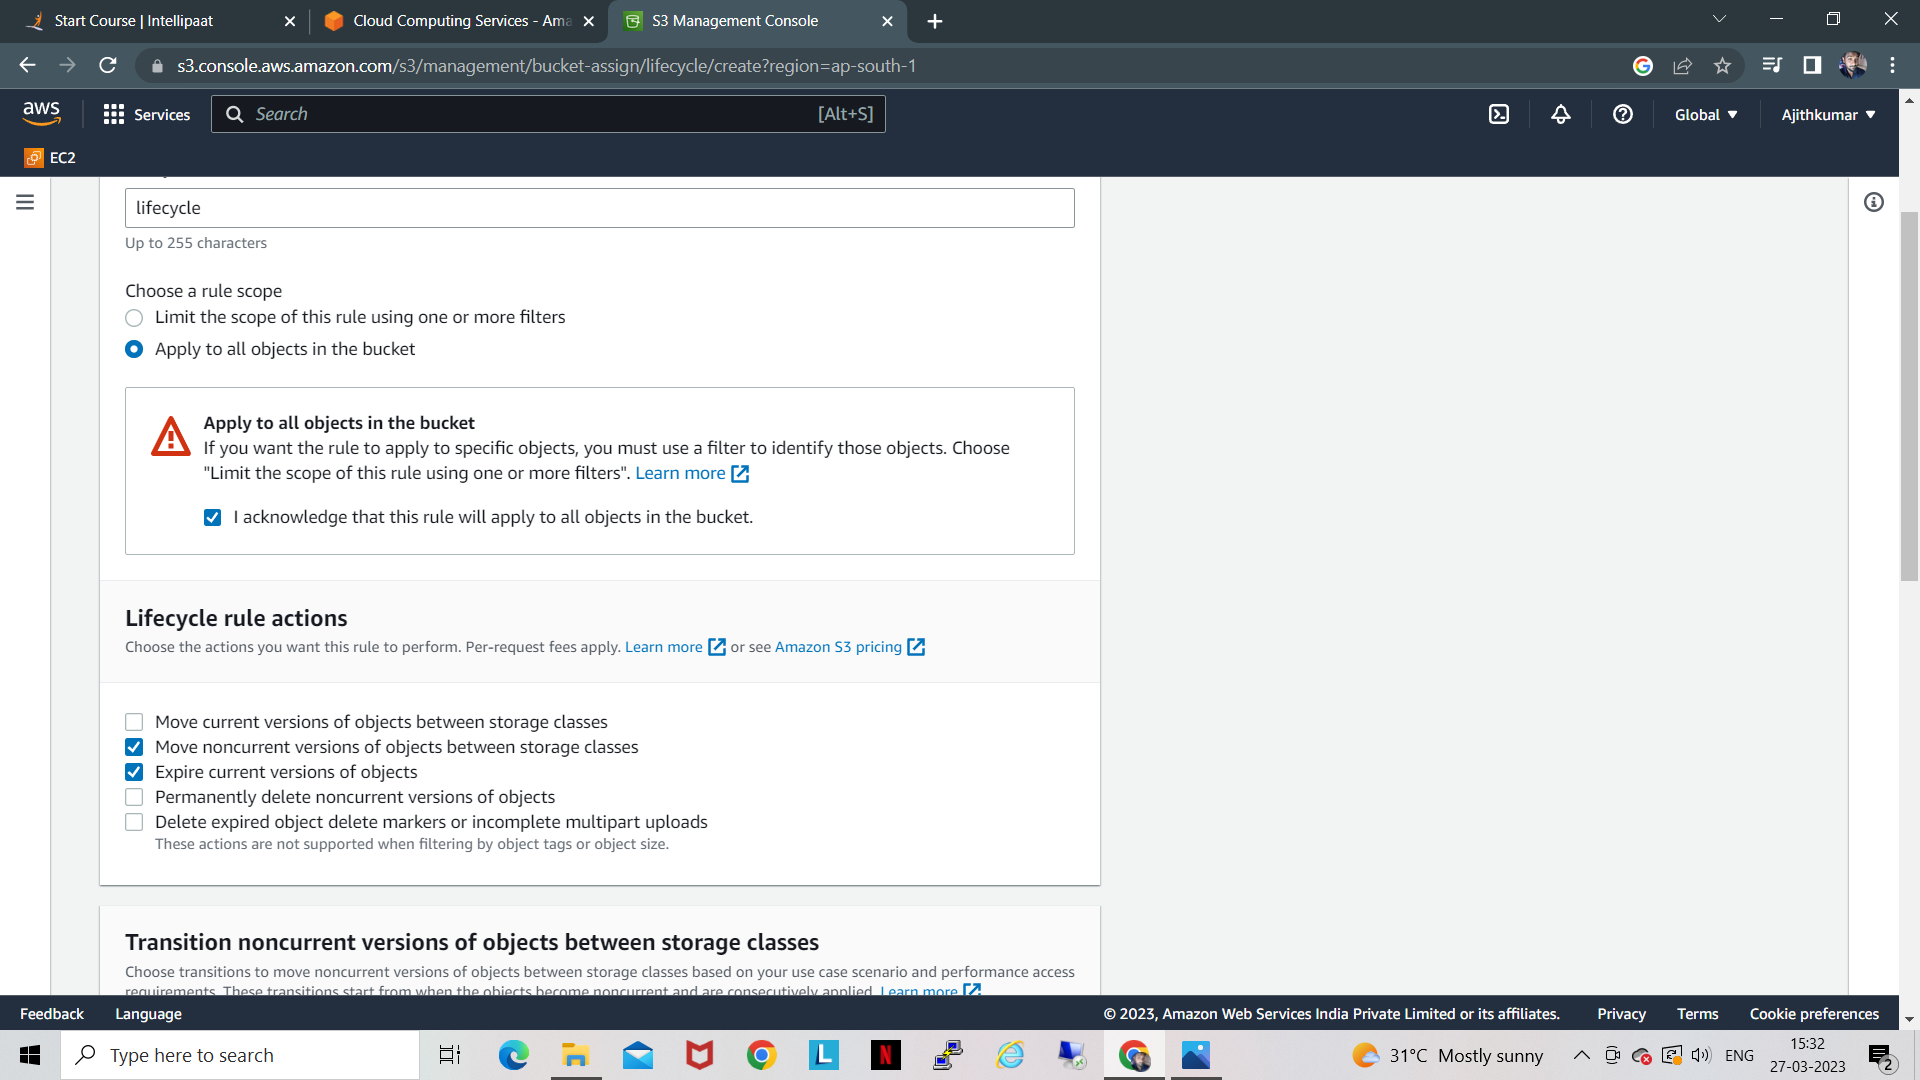 Start Course | Intellipaat
Cloud Computing Services - Ama
S3 Management Console
s3.console.aws.amazon.com/s3/management/bucket-assign/lifecycle/create?region=ap-south-1
aws
Services
Search
[Alt+S]
Global
Ajithkumar
EC2
lifecycle
Up to 255 characters
Choose a rule scope
Limit the scope of this rule using one or more filters
Apply to all objects in the bucket
Apply to all objects in the bucket
If you want the rule to apply to specific objects, you must use a filter to identify those objects. Choose
"Limit the scope of this rule using one or more filters". Learn more
I acknowledge that this rule will apply to all objects in the bucket.
Lifecycle rule actions
Choose the actions you want this rule to perform. Per-request fees apply. Learn more or see Amazon S3 pricing
Move current versions of objects between storage classes
Move noncurrent versions of objects between storage classes
Expire current versions of objects
Permanently delete noncurrent versions of objects
Delete expired object delete markers or incomplete multipart uploads
These actions are not supported when filtering by object tags or object size.
Transition noncurrent versions of objects between storage classes
Choose transitions to move noncurrent versions of objects between storage classes based on your use case scenario and performance access
requirements. These transitions start from when the objects become noncurrent and are consecutively applied. Learn more
Feedback
Language
© 2023, Amazon Web Services India Private Limited or its affiliates.
Privacy
Terms
Cookie preferences
Type here to search
L
N
31°C Mostly sunny
ENG
15:32
27-03-2023
2